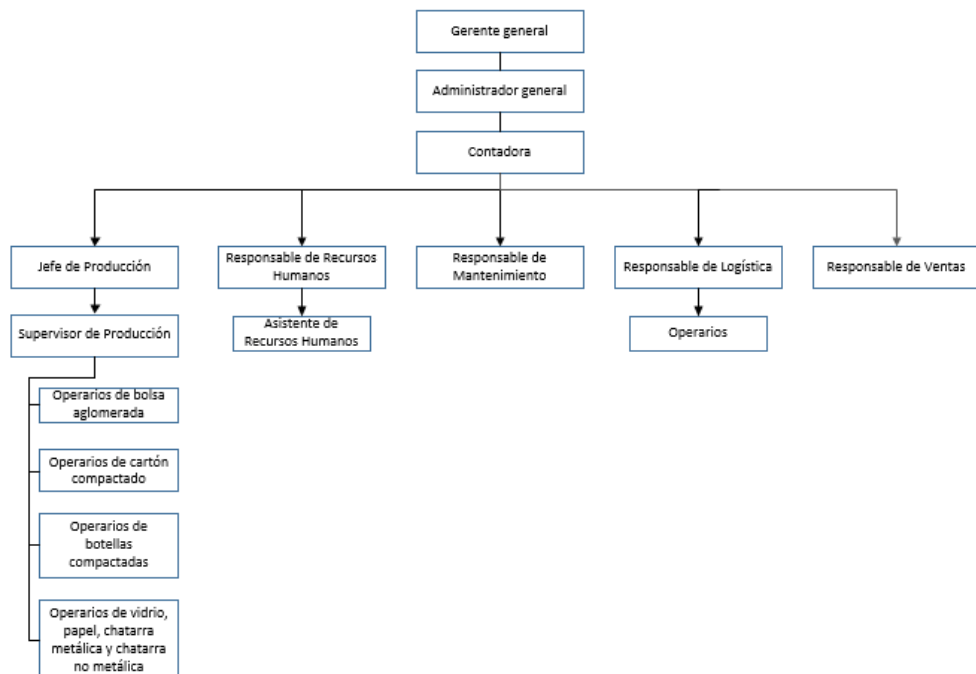 Gerente general
Administrador general
Contadora
Jefe de Producción
Responsable de Recursos
Humanos
Responsable de
Mantenimiento
Responsable de Logística
Responsable de Ventas
Supervisor de Producción
Asistente de
Recursos Humanos
Operarios
Operarios de bolsa
aglomerada
Operarios de cartón
compactado
Operarios de
botellas
compactadas
Operarios de vidrio,
papel, chatarra
metálica y chatarra
no metálica